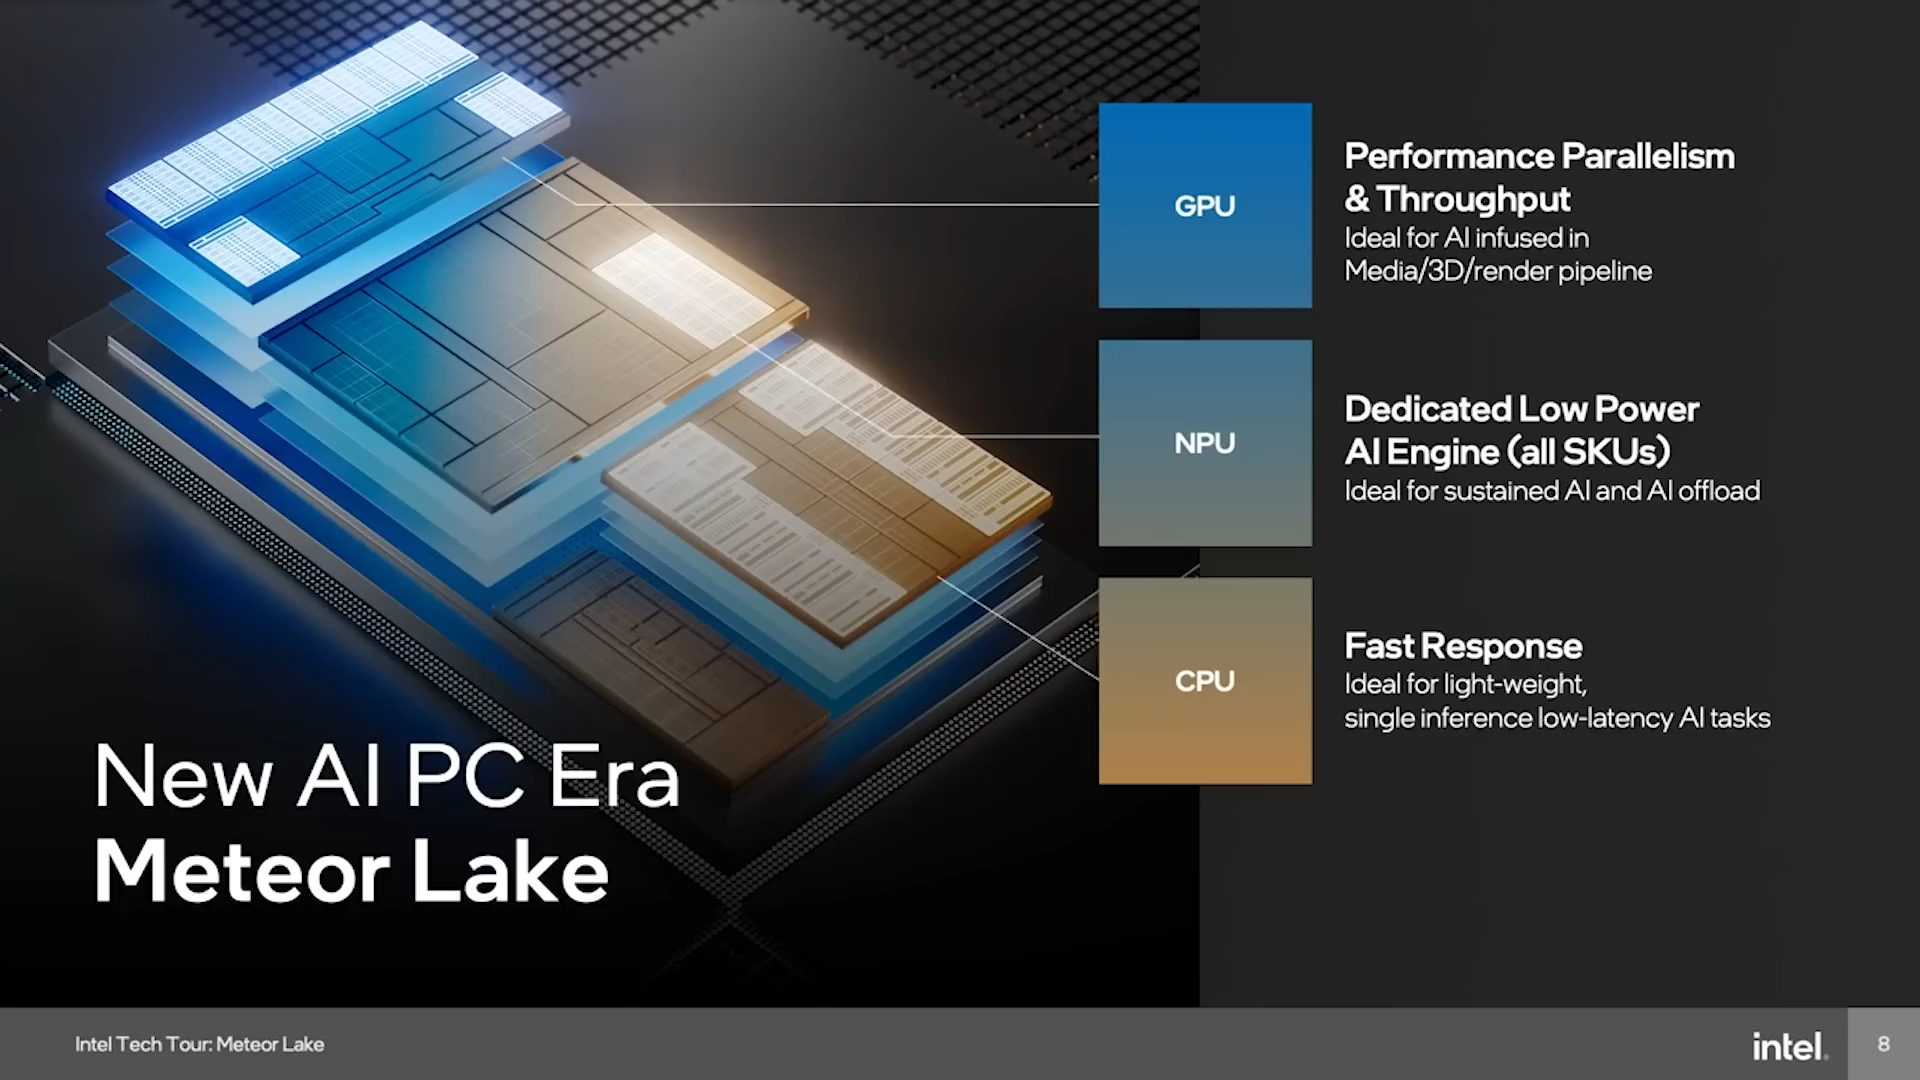 GPU
Performance Parallelism
& Throughput
Ideal for AI infused in
Media/3D/render pipeline
NPU
Dedicated Low Power
AI Engine (all SKUs)
Ideal for sustained AI and AI offload
CPU
Fast Response
Ideal for light-weight,
single inference low-latency AI tasks
New AI PC Era
Meteor Lake
Intel Tech Tour: Meteor Lake
intel.
8